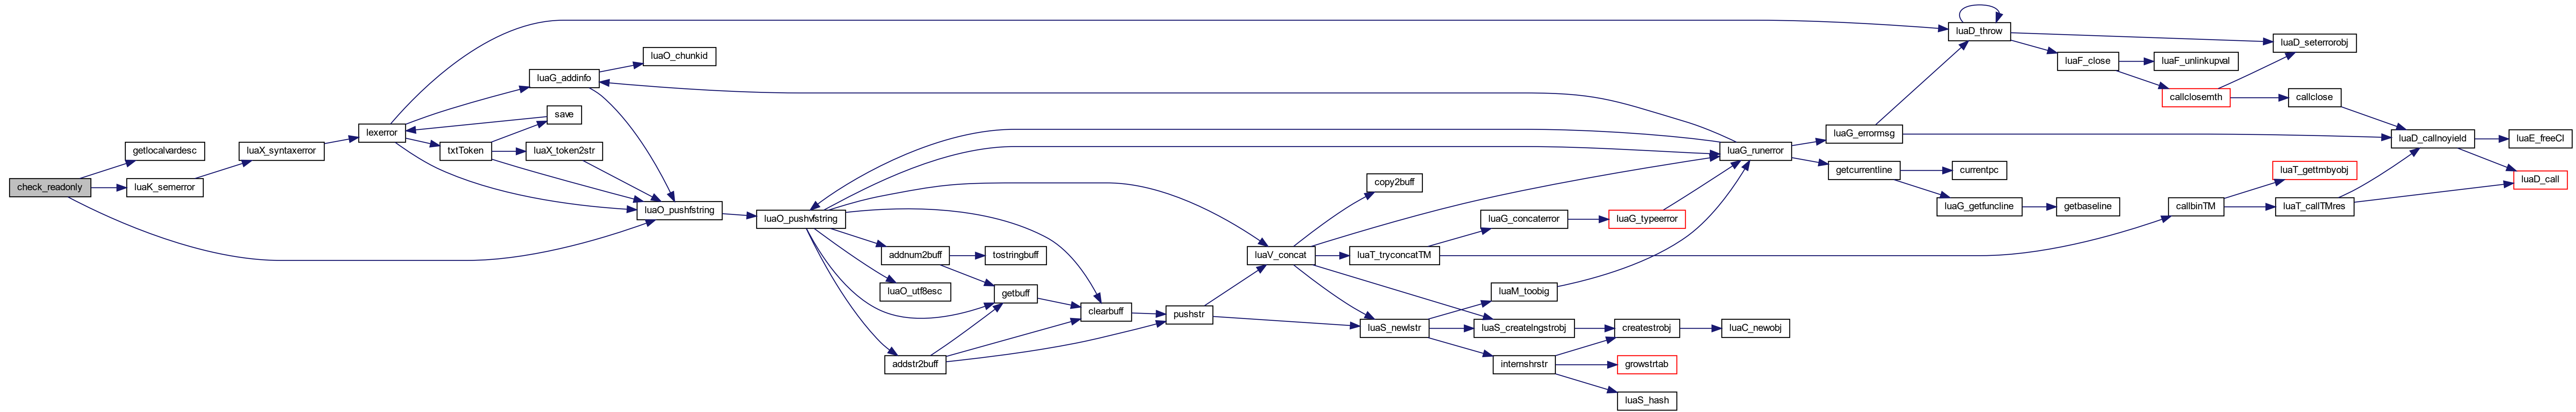 check_readonly
getlocalvardesc
luaK_semerror
luaX_syntaxerror
lexerror
luaG_addinfo
luaO_chunkid
save
txtToken
luaX_token2str
luaO_pushfstring
luaO_pushvfstring
addnum2buff
tostringbuff
luaO_utf8esc
getbuff
addstr2buff
clearbuff
pushstr
luaV_concat
copy2buff
luaT_tryconcatTM
luaG_concaterror
luaG_typeerror
luaS_newlstr
luaM_toobig
luaS_createlngstrobj
internshrstr
createstrobj
growstrtab
luaS_hash
luaC_newobj
luaG_runerror
luaG_errormsg
getcurrentline
currentpc
luaG_getfuncline
getbaseline
luaD_throw
luaF_close
luaF_unlinkupval
callclosemth
luaD_seterrorobj
callclose
callbinTM
luaT_gettmbyobj
luaT_callTMres
luaD_callnoyield
luaE_freeCI
luaD_call